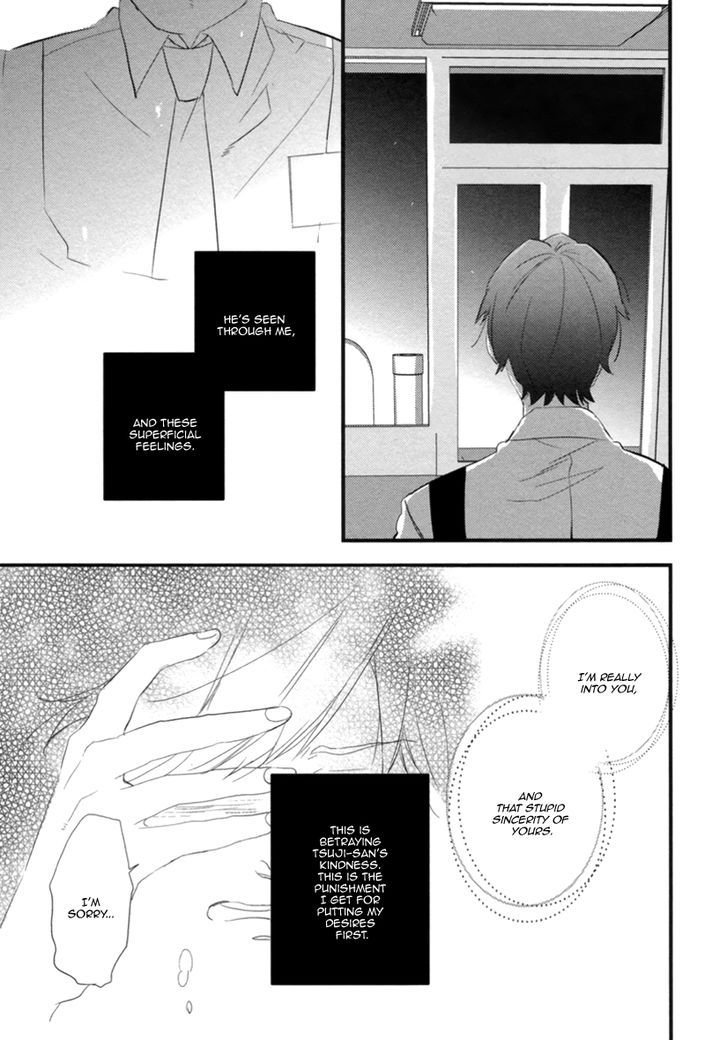 HE'S SEEN
THROUGH ME,
AND THESE
SUPERFICIAL
FEELINGS.
I'M REALLY
INTO YOU,
AND
THAT STUPID
SINCERITY OF
YOURS.
THIS IS
BETRAYING
TSUJI-SAN'S
KINDNESS.
THIS IS THE
PUNISHMENT
I GET FOR
PUTTING MY
DESIRES
FIRST.
I'M
SORRY...